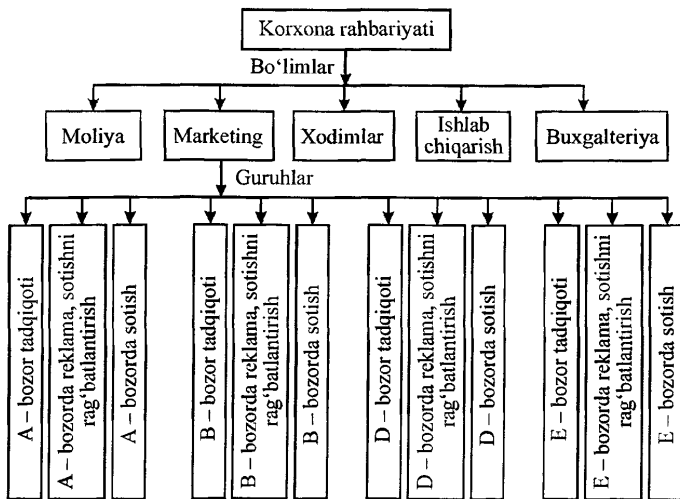 Korxona rahbariyati
Bo‘limlar
Moliya
Marketing
Xodimlar
Ishlab
chiqarish
Buxgalteriya
Guruhlar
A – bozor tadqiqoti
A – bozorda reklama, sotishni
rag‘batlantirish
A – bozorda sotish
B – bozor tadqiqoti
B – bozorda reklama, sotishni
rag‘batlantirish
B – bozorda sotish
D – bozor tadqiqoti
D – bozorda reklama, sotishni
rag‘batlantirish
D – bozorda sotish
E – bozor tadqiqoti
E – bozorda reklama, sotishni
rag‘batlantirish
E – bozorda sotish